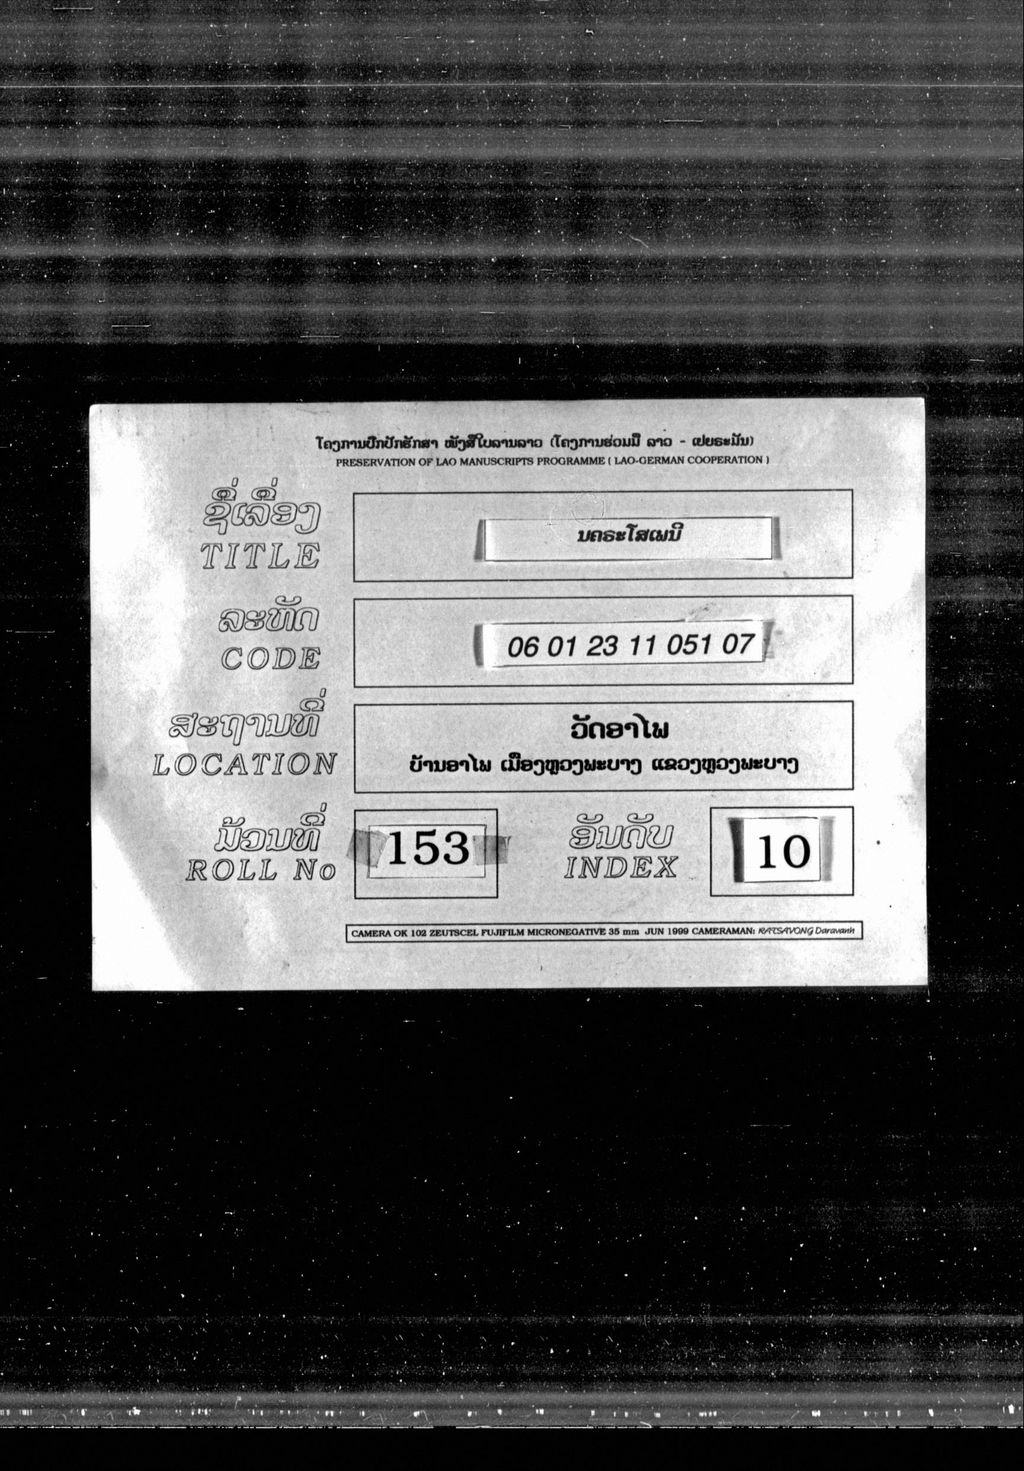 ໂຄງການປົກປັກຮັກສາ ໜັງສືໃບລານລາວ (ໂຄງການຮ່ວມມື ລາວ - ເຢຍຣະມັນ)
PRESERVATION OF LAO MANUSCRIPTS PROGRAMME ( LAO-GERMAN COOPERATION )
ຊື່ເລື່ອງ
TITLE
ນຄຣະໂສເພນີ
ລະຫັດ
CODE
06 01 23 11 051 07
ສະຖານທີ່
LOCATION
ວັດອາໄພ
ບ້ານອາໄພ ເມືອງຫຼວງພະບາງ ແຂວງຫຼວງພະບາງ
ມ້ວນທີ່
ROLL No
153
ອັນດັບ
INDEX
10
CAMERA OK 102 ZEUTSCEL FUJIFILM MICRONEGATIVE 35 mm JUN 1999 CAMERAMAN: RATSAVONG Daravanh